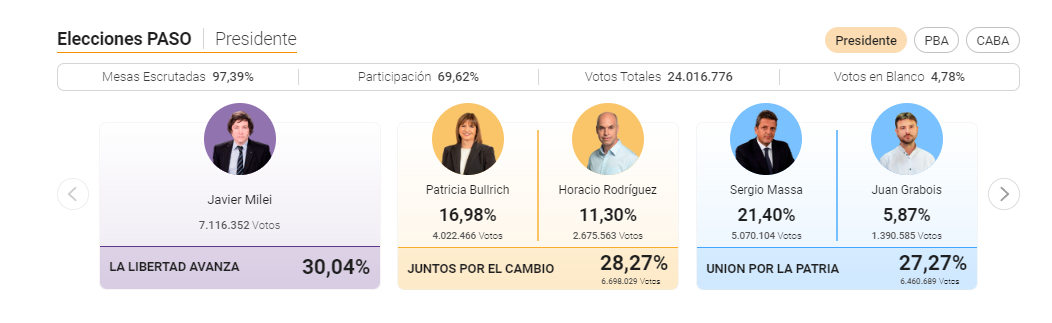 Elecciones PASO Presidente
Presidente PBA CABA
Mesas Escrutadas 97,39% Participación 69,62% Votos Totales 24.016.776 Votos en Blanco 4,78%
Javier Milei
7.116.352 Votos
LA LIBERTAD AVANZA 30,04%
Patricia Bullrich
16,98%
4.022.466 Votos
Horacio Rodríguez
11,30%
2.675.563 Votos
JUNTOS POR EL CAMBIO 28,27%
6.698.029 Votos
Sergio Massa
21,40%
5.070.104 Votos
Juan Grabois
5,87%
1.390.585 Votos
UNION POR LA PATRIA 27,27%
6.460.689 Votos